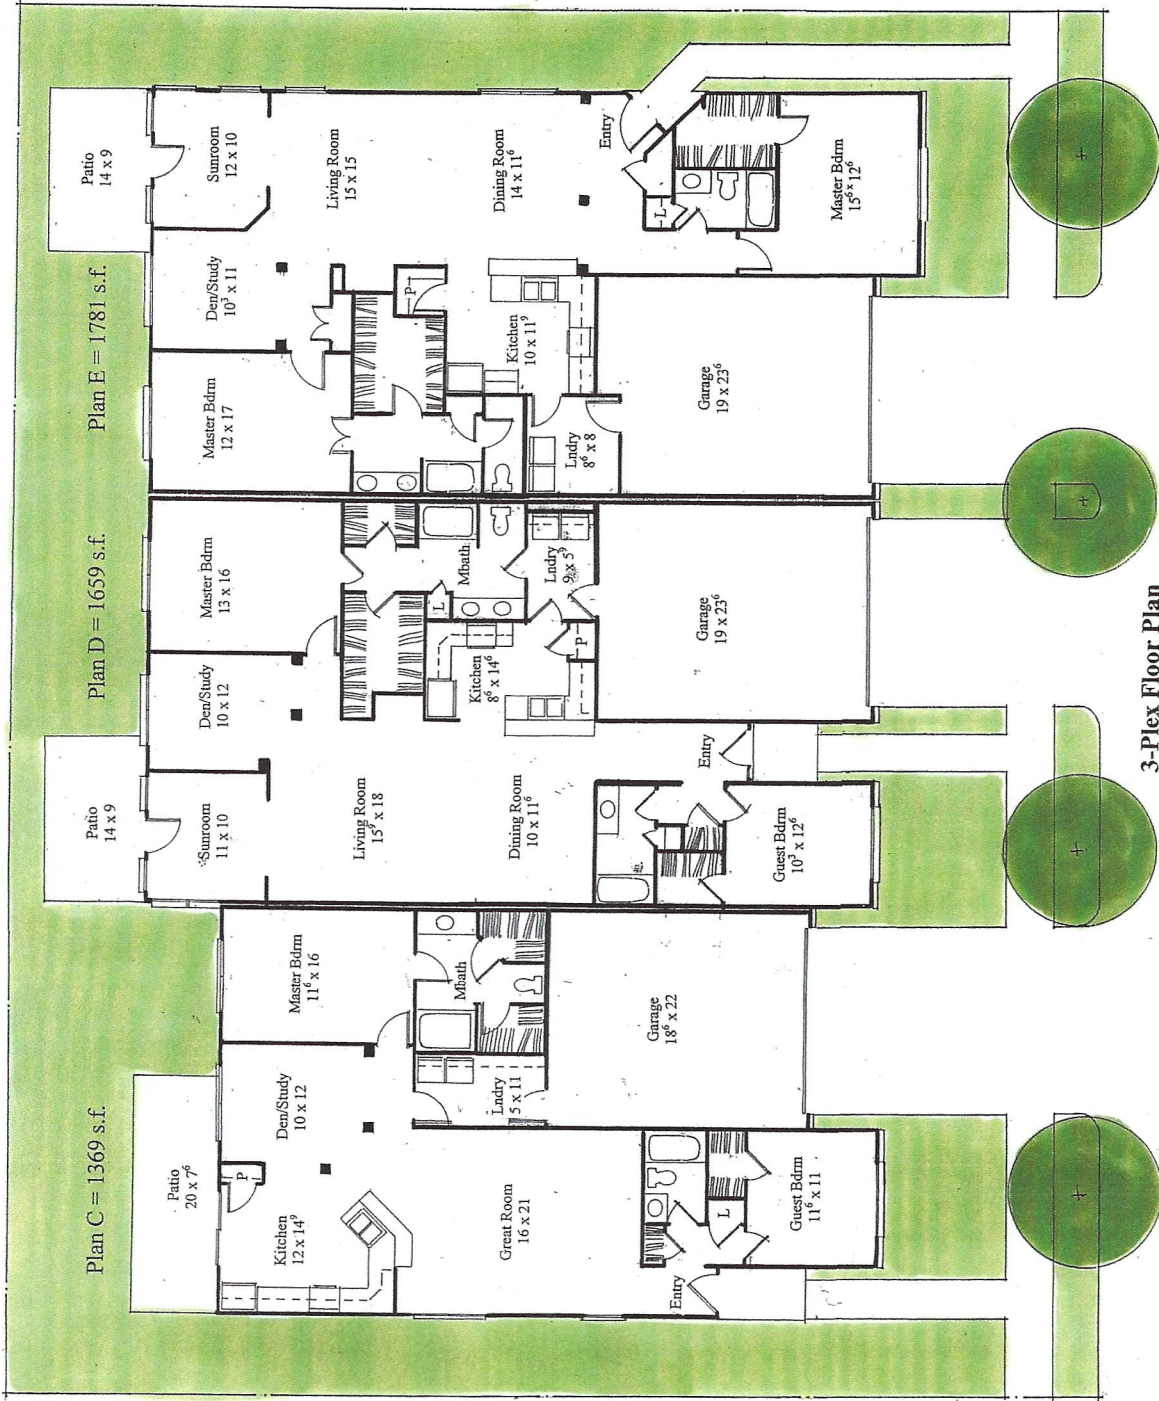 Plan C = 1369 s.f.
Patio
20 x 7⁶
Kitchen
12 x 14⁹
P
Den/Study
10 x 12
Master Bdrm
11⁶ x 16
Mbath
Lndry
5 x 11
Great Room
16 x 21
Garage
18⁶ x 22
Entry
L
Guest Bdrm
11⁶ x 11
Plan D = 1659 s.f.
Patio
14 x 9
Sunroom
11 x 10
Den/Study
10 x 12
Master Bdrm
13 x 16
Living Room
15⁹ x 18
L
Mbath
Kitchen
8⁶ x 14⁶
Lndry
9 x 5⁹
P
Dining Room
10 x 11⁶
Entry
Garage
19 x 23⁶
Guest Bdrm
10³ x 12⁶
Plan E = 1781 s.f.
Patio
14 x 9
Master Bdrm
12 x 17
Den/Study
10³ x 11
Sunroom
12 x 10
Living Room
15 x 15
P
Kitchen
10 x 11⁹
Dining Room
14 x 11⁶
Lndry
8⁶ x 8
Entry
L
Garage
19 x 23⁶
Master Bdrm
15⁶ x 12⁶
3-Plex Floor Plan